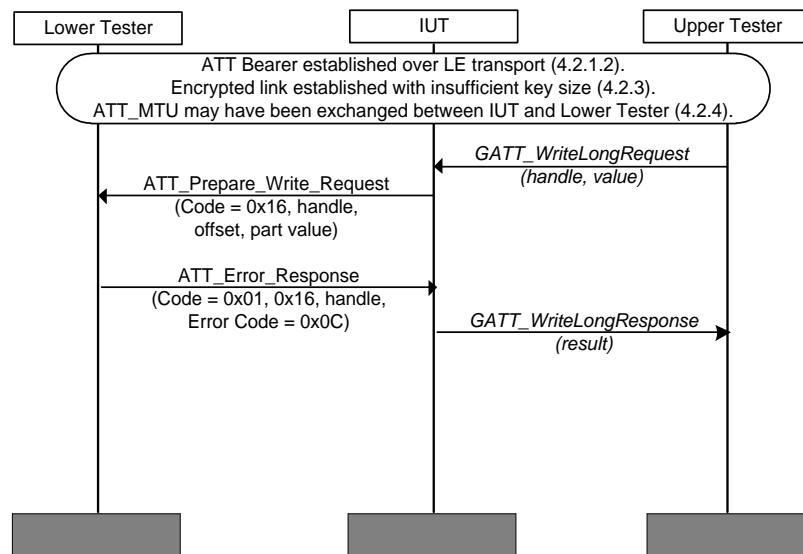 Lower Tester
IUT
Upper Tester
ATT Bearer established over LE transport (4.2.1.2).
Encrypted link established with insufficient key size (4.2.3).
ATT_MTU may have been exchanged between IUT and Lower Tester (4.2.4).
GATT_WriteLongRequest
(handle, value)
ATT_Prepare_Write_Request
(Code = 0x16, handle,
offset, part value)
ATT_Error_Response
(Code = 0x01, 0x16, handle,
Error Code = 0x0C)
GATT_WriteLongResponse
(result)